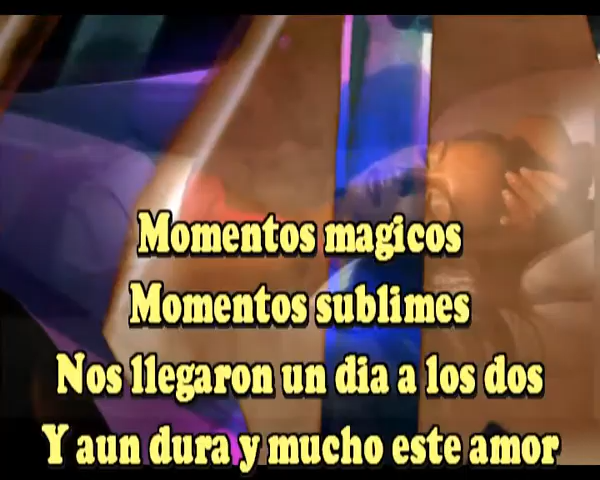 Momentos magicos
Momentos sublimes
Nos llegaron un dia a los dos
Y aun dura y mucho este amor